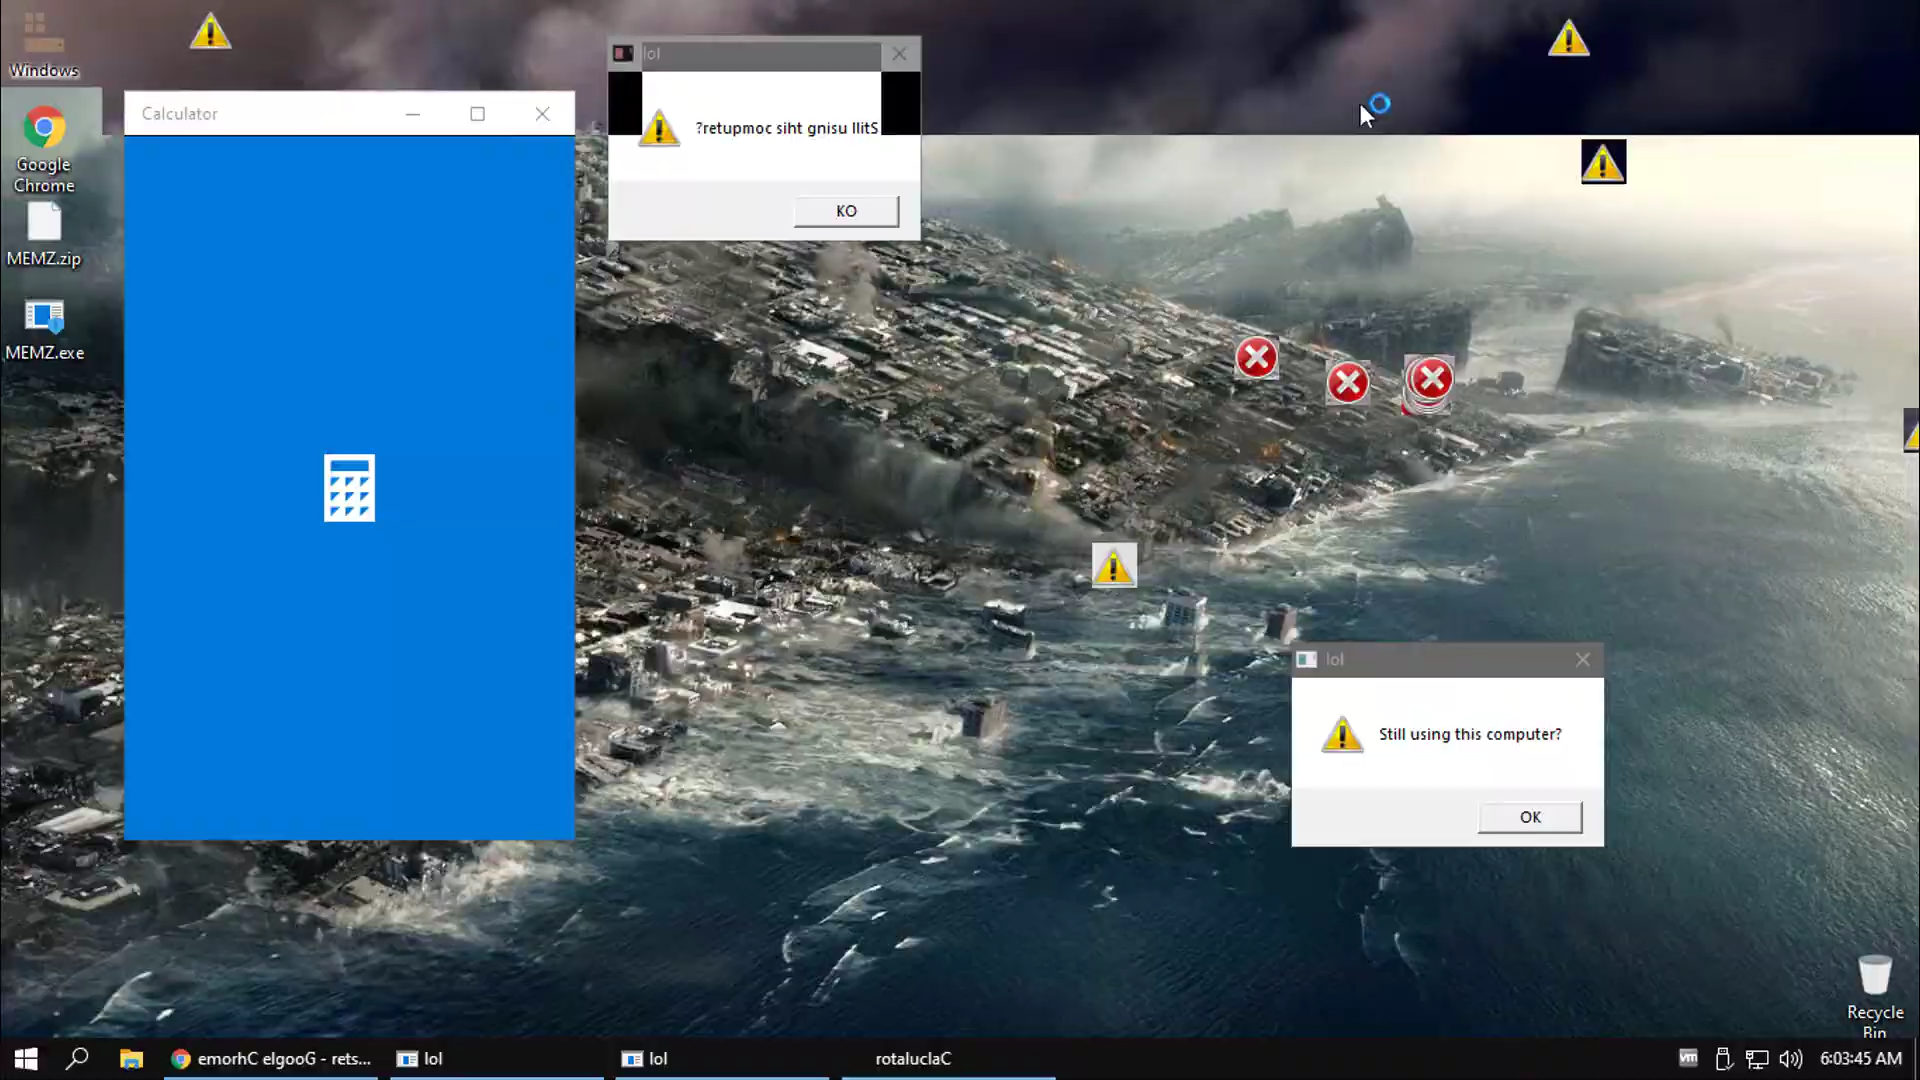 Windows
Google
Chrome
MEMZ.zip
MEMZ.exe
Calculator
lol
?retupmoc siht gnisu llitS
KO
lol
Still using this computer?
OK
Recycle
Bin
emorhC elgooG - rets...
lol
lol
rotaluclaC
vm
6:03:45 AM